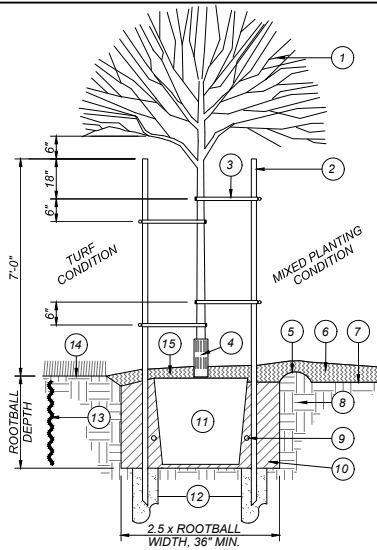 1
6"
18"
3
2
6"
7'-0"
TURF
CONDITION
MIXED PLANTING
CONDITION
6"
14
15
4
5
6
7
ROOTBALL
DEPTH
13
11
8
9
10
12
2.5 x ROOTBALL
WIDTH, 36" MIN.